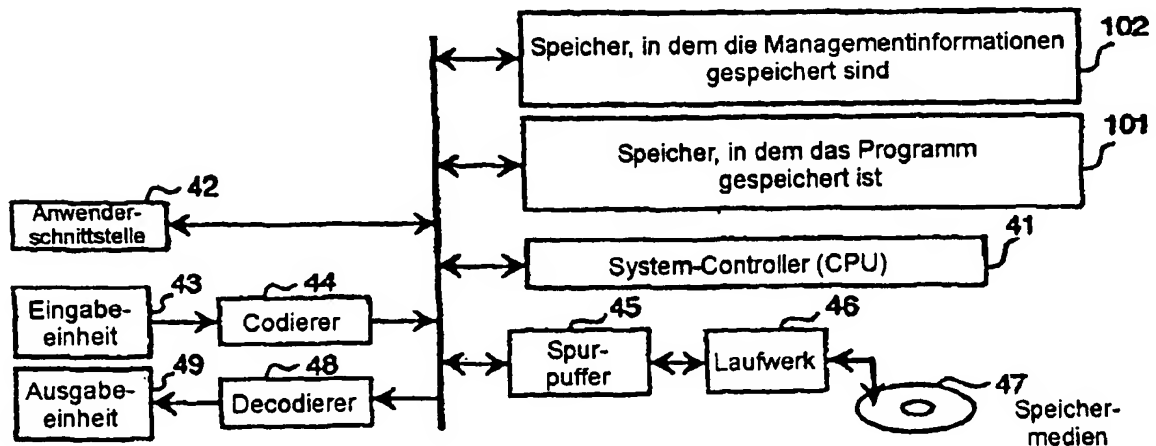 102
Speicher, in dem die Managementinformationen
gespeichert sind
101
Speicher, in dem das Programm
gespeichert ist
42
Anwender-
schnittstelle
41
System-Controller (CPU)
43
Eingabe-
einheit
44
Codierer
45
Spur-
puffer
46
Laufwerk
47
Speicher-
medien
49
Ausgabe-
einheit
48
Decodierer